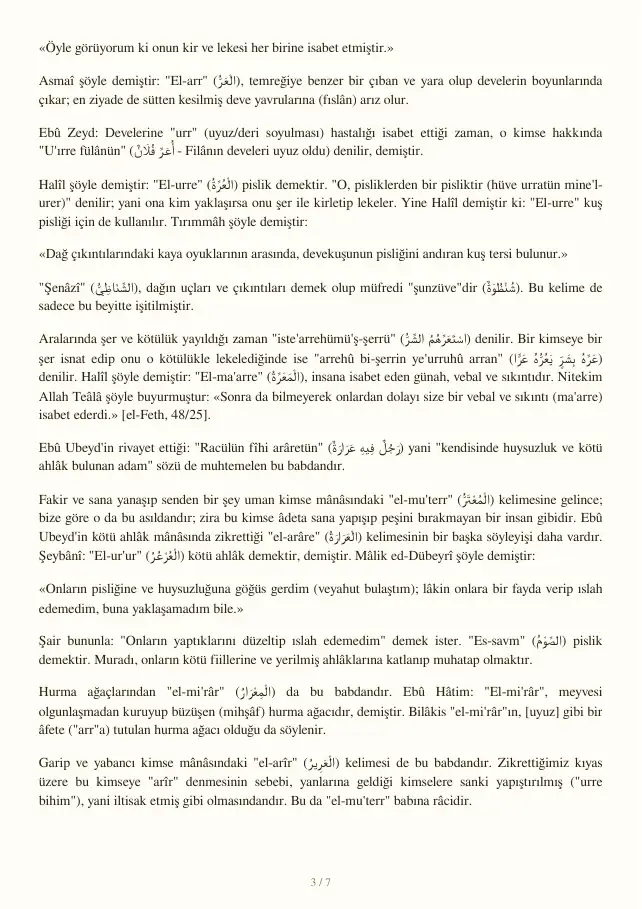 «Öyle görüyorum ki onun kir ve lekesi her birine isabet etmiştir.»
Asmaî şöyle demiştir: "El-arr" (الْعَرُّ), temreğiye benzer bir çıban ve yara olup develerin boyunlarında
çıkar; en ziyade de sütten kesilmiş deve yavrularına (fıslân) arız olur.
Ebû Zeyd: Develerine "urr" (uyuz/deri soyulması) hastalığı isabet ettiği zaman, o kimse hakkında
"U'ırre fülânün" (أُعِرَّ فُلَانٌ - Filânın develeri uyuz oldu) denilir, demiştir.
Halîl şöyle demiştir: "El-urre" (الْعُرَّةُ) pislik demektir. "O, pisliklerden bir pisliktir (hüve urratün mine'l-
urer)" denilir; yani ona kim yaklaşırsa onu şer ile kirletip lekeler. Yine Halîl demiştir ki: "El-urre" kuş
pisliği için de kullanılır. Tırımmâh şöyle demiştir:
«Dağ çıkıntılarındaki kaya oyuklarının arasında, devekuşunun pisliğini andıran kuş tersi bulunur.»
"Şenâzî" (الشَّنَاظِيُّ), dağın uçları ve çıkıntıları demek olup müfredi "şunzüve"dir (شُنْظُوَةٌ). Bu kelime de
sadece bu beyitte işitilmiştir.
Aralarında şer ve kötülük yayıldığı zaman "iste'arrehümü'ş-şerrü" (اسْتَعَرَّهُمُ الشَّرُّ) denilir. Bir kimseye bir
şer isnat edip onu o kötülükle lekelediğinde ise "arrehû bi-şerrin ye'urruhû arran" (عَرَّهُ بِشَرٍّ يَعُرُّهُ عَرًّا)
denilir. Halîl şöyle demiştir: "El-ma'arre" (الْمَعَرَّةُ), insana isabet eden günah, vebal ve sıkıntıdır. Nitekim
Allah Teâlâ şöyle buyurmuştur: «Sonra da bilmeyerek onlardan dolayı size bir vebal ve sıkıntı (ma'arre)
isabet ederdi.» [el-Feth, 48/25].
Ebû Ubeyd'in rivayet ettiği: "Racülün fîhi arâretün" (رَجُلٌ فِيهِ عَرَارَةٌ) yani "kendisinde huysuzluk ve kötü
ahlâk bulunan adam" sözü de muhtemelen bu babdandır.
Fakir ve sana yanaşıp senden bir şey uman kimse mânâsındaki "el-mu'terr" (الْمُعْتَرُّ) kelimesine gelince;
bize göre o da bu asıldandır; zira bu kimse âdeta sana yapışıp peşini bırakmayan bir insan gibidir. Ebû
Ubeyd'in kötü ahlâk mânâsında zikrettiği "el-arâre" (الْعَرَارَةُ) kelimesinin bir başka söyleyişi daha vardır.
Şeybânî: "El-ur'ur" (الْعُرْعُرُ) kötü ahlâk demektir, demiştir. Mâlik ed-Dübeyrî şöyle demiştir:
«Onların pisliğine ve huysuzluğuna göğüs gerdim (veyahut bulaştım); lâkin onlara bir fayda verip ıslah
edemedim, buna yaklaşamadım bile.»
Şair bununla: "Onların yaptıklarını düzeltip ıslah edemedim" demek ister. "Es-savm" (الصَّوْمُ) pislik
demektir. Muradı, onların kötü fiillerine ve yerilmiş ahlâklarına katlanıp muhatap olmaktır.
Hurma ağaçlarından "el-mi'râr" (الْمِعْرَارُ) da bu babdandır. Ebû Hâtim: "El-mi'râr", meyvesi
olgunlaşmadan kuruyup büzüşen (mihşâf) hurma ağacıdır, demiştir. Bilâkis "el-mi'râr"ın, [uyuz] gibi bir
âfete ("arr"a) tutulan hurma ağacı olduğu da söylenir.
Garip ve yabancı kimse mânâsındaki "el-arîr" (الْعَرِيرُ) kelimesi de bu babdandır. Zikrettiğimiz kıyas
üzere bu kimseye "arîr" denmesinin sebebi, yanlarına geldiği kimselere sanki yapıştırılmış ("urre
bihim"), yani iltisak etmiş gibi olmasındandır. Bu da "el-mu'terr" babına râcidir.
3 / 7